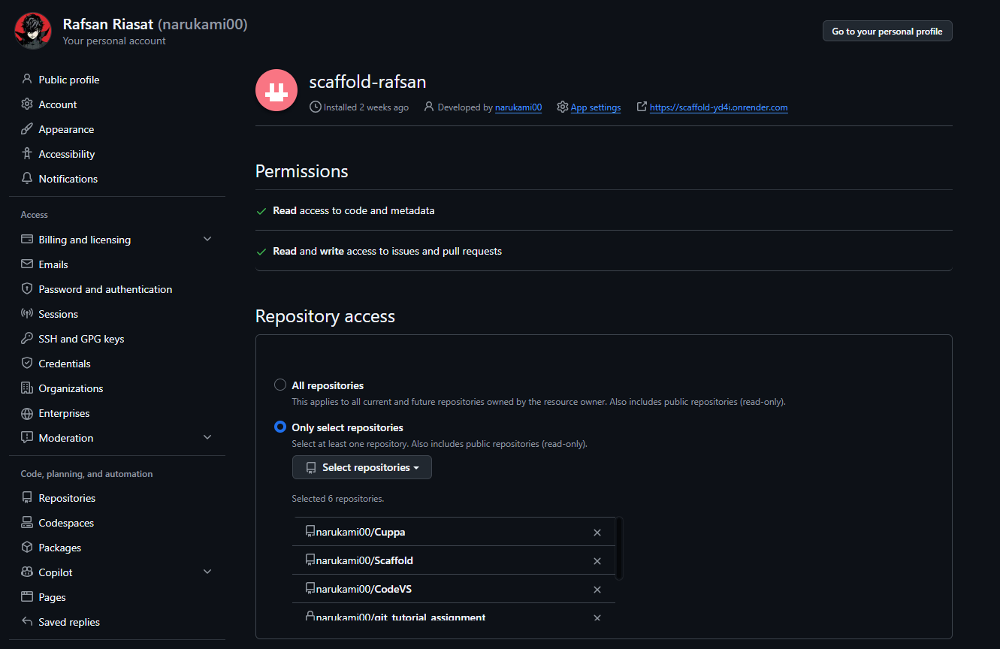 Rafsan Riasat (narukami00)
Your personal account
Go to your personal profile
Public profile
Account
Appearance
Accessibility
Notifications
Access
Billing and licensing
Emails
Password and authentication
Sessions
SSH and GPG keys
Credentials
Organizations
Enterprises
Moderation
Code, planning, and automation
Repositories
Codespaces
Packages
Copilot
Pages
Saved replies
scaffold-rafsan
Installed 2 weeks ago Developed by narukami00 App settings https://scaffold-yd4i.onrender.com
Permissions
Read access to code and metadata
Read and write access to issues and pull requests
Repository access
All repositories
This applies to all current and future repositories owned by the resource owner. Also includes public repositories (read-only).
Only select repositories
Select at least one repository. Also includes public repositories (read-only).
Select repositories
Selected 6 repositories.
narukami00/Cuppa
narukami00/Scaffold
narukami00/CodeVS
narukami00/git_tutorial_assignment